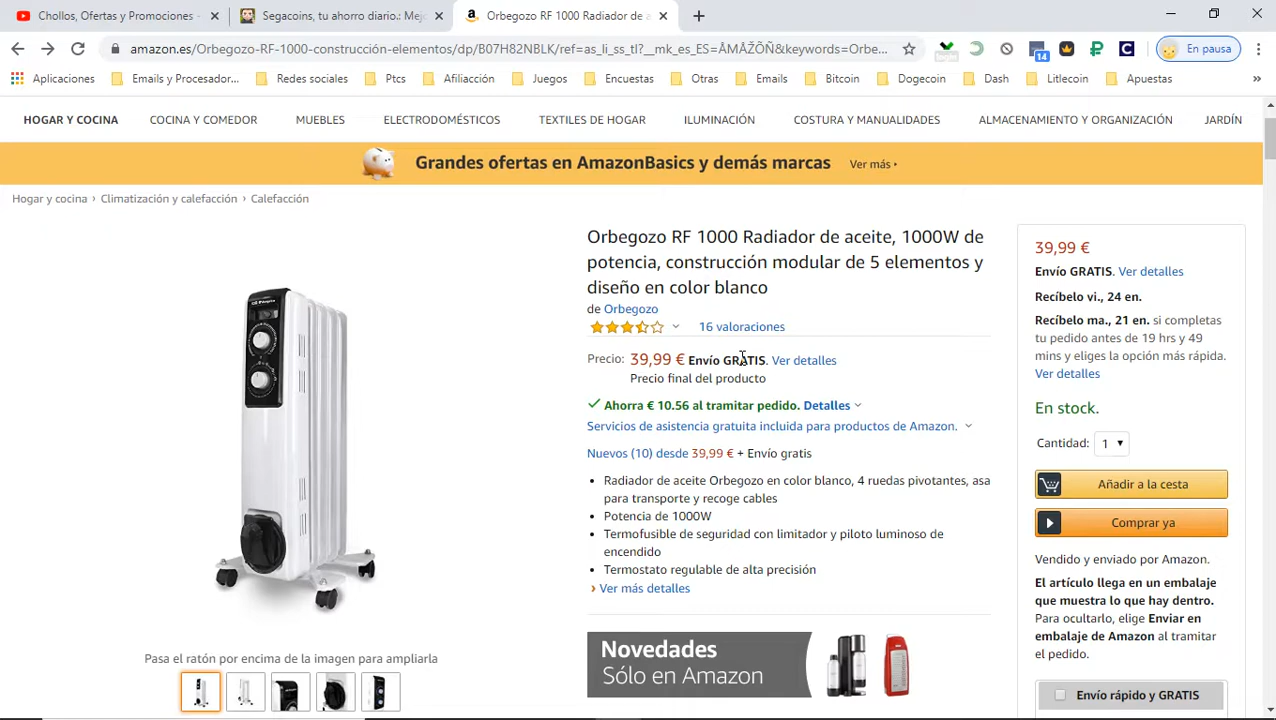 Chollos, Ofertas y Promociones -
Segacoins, tu ahorro diario.: Mej
Orbegozo RF 1000 Radiador de a
amazon.es/Orbegozo-RF-1000-construcción-elementos/dp/B07H82NBLK/ref=as_li_ss_tl?__mk_es_ES=ÅMÅŽÕÑ&keywords=Orbe...
14
En pausa
Aplicaciones
Emails y Procesador...
Redes sociales
Ptcs
Afiliacción
Juegos
Encuestas
Otras
Emails
Bitcoin
Dogecoin
Dash
Litlecoin
Apuestas
»
HOGAR Y COCINA
COCINA Y COMEDOR
MUEBLES
ELECTRODOMÉSTICOS
TEXTILES DE HOGAR
ILUMINACIÓN
COSTURA Y MANUALIDADES
ALMACENAMIENTO Y ORGANIZACIÓN
JARDÍN
Grandes ofertas en AmazonBasics y demás marcas
Ver más ›
Hogar y cocina › Climatización y calefacción › Calefacción
Orbegozo RF 1000 Radiador de aceite, 1000W de
potencia, construcción modular de 5 elementos y
diseño en color blanco
de Orbegozo
16 valoraciones
Precio: 39,99 € Envío GRATIS. Ver detalles
Precio final del producto
Ahorra € 10.56 al tramitar pedido. Detalles
Servicios de asistencia gratuita incluida para productos de Amazon.
Nuevos (10) desde 39,99 € + Envío gratis
• Radiador de aceite Orbegozo en color blanco, 4 ruedas pivotantes, asa
para transporte y recoge cables
• Potencia de 1000W
• Termofusible de seguridad con limitador y piloto luminoso de
encendido
• Termostato regulable de alta precisión
› Ver más detalles
Pasa el ratón por encima de la imagen para ampliarla
Novedades
Sólo en Amazon
39,99 €
Envío GRATIS. Ver detalles
Recíbelo vi., 24 en.
Recíbelo ma., 21 en. si completas
tu pedido antes de 19 hrs y 49
mins y eliges la opción más rápida.
Ver detalles
En stock.
Cantidad: 1
Añadir a la cesta
Comprar ya
Vendido y enviado por Amazon.
El artículo llega en un embalaje
que muestra lo que hay dentro.
Para ocultarlo, elige Enviar en
embalaje de Amazon al tramitar
el pedido.
Envío rápido y GRATIS